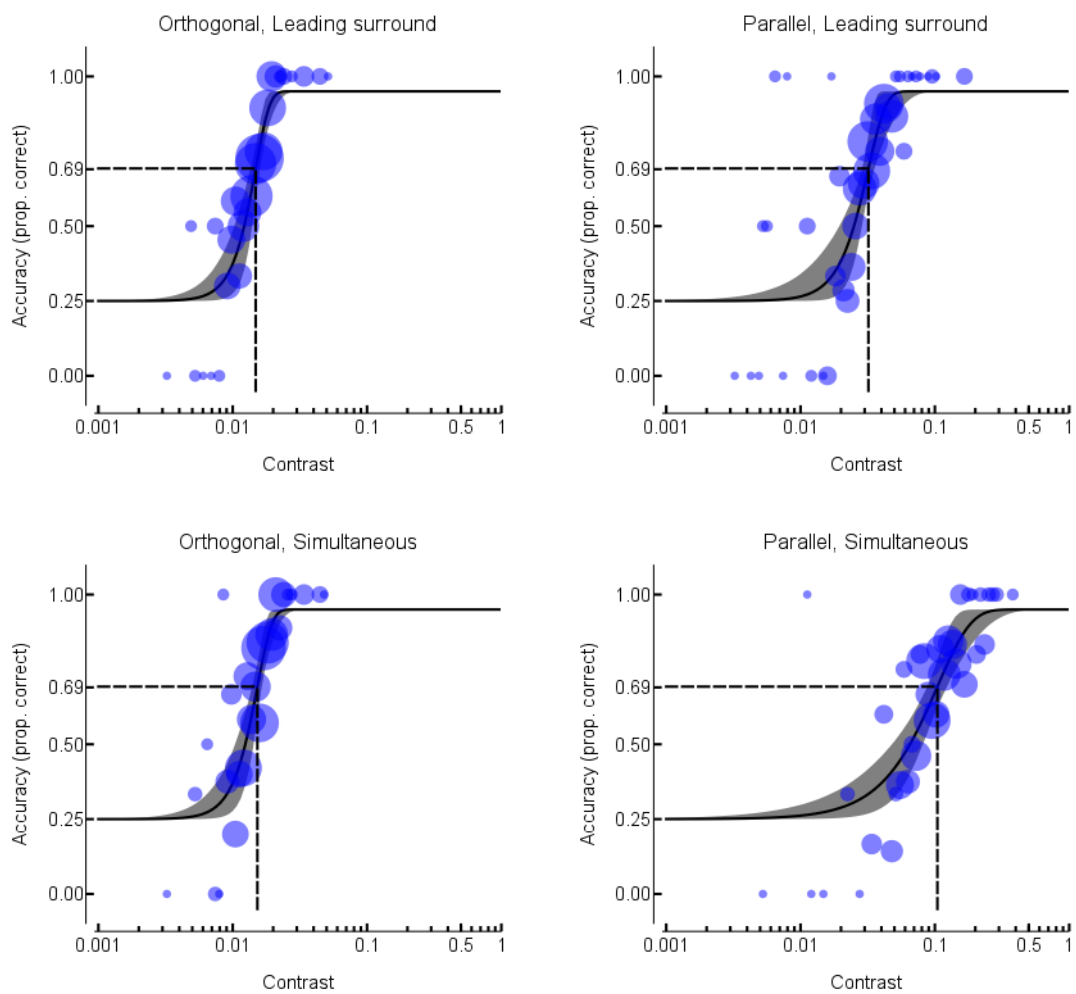 Orthogonal, Leading surround
Accuracy (prop. correct)
1.00
0.69
0.50
0.25
0.00
0.001 0.01 0.1 0.5 1
Contrast
Parallel, Leading surround
Accuracy (prop. correct)
1.00
0.69
0.50
0.25
0.00
0.001 0.01 0.1 0.5 1
Contrast
Orthogonal, Simultaneous
Accuracy (prop. correct)
1.00
0.69
0.50
0.25
0.00
0.001 0.01 0.1 0.5 1
Contrast
Parallel, Simultaneous
Accuracy (prop. correct)
1.00
0.69
0.50
0.25
0.00
0.001 0.01 0.1 0.5 1
Contrast